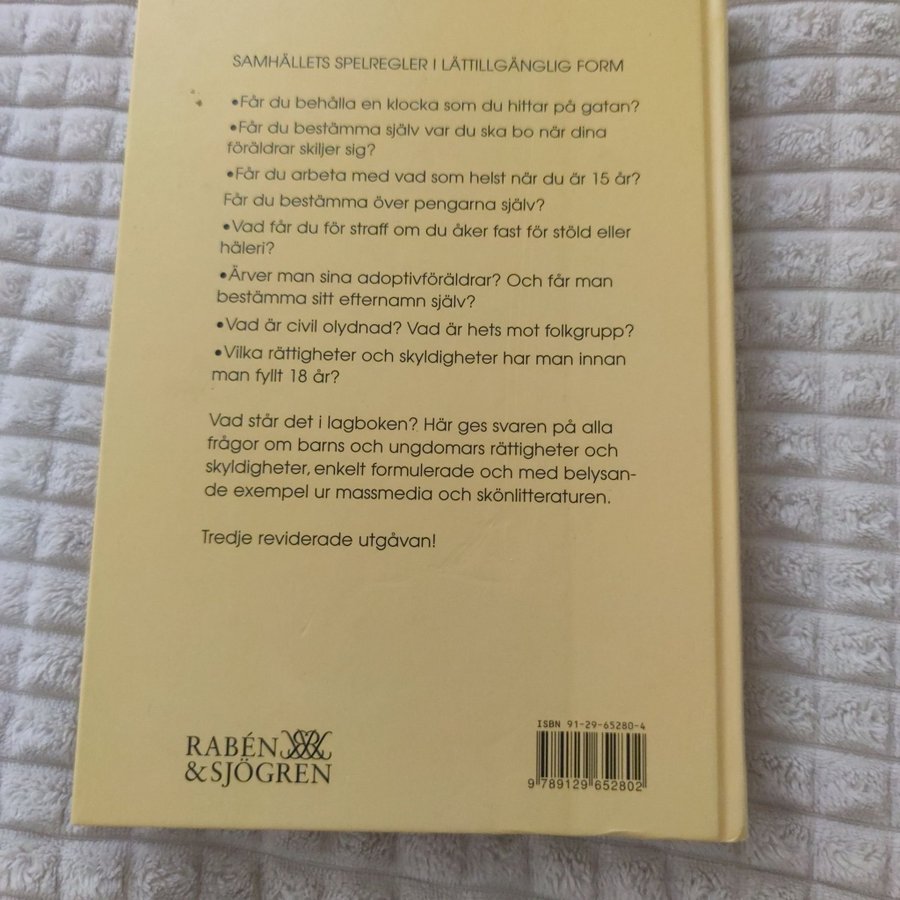 SAMHÄLLETS SPELREGLER I LÄTTILLGÄNGLIG FORM
•Får du behålla en klocka som du hittar på gatan?
•Får du bestämma själv var du ska bo när dina
föräldrar skiljer sig?
•Får du arbeta med vad som helst när du är 15 år?
Får du bestämma över pengarna själv?
•Vad får du för straff om du åker fast för stöld eller
häleri?
•Ärver man sina adoptivföräldrar? Och får man
bestämma sitt efternamn själv?
•Vad är civil olydnad? Vad är hets mot folkgrupp?
•Vilka rättigheter och skyldigheter har man innan
man fyllt 18 år?
Vad står det i lagboken? Här ges svaren på alla
frågor om barns och ungdomars rättigheter och
skyldigheter, enkelt formulerade och med belysan-
de exempel ur massmedia och skönlitteraturen.
Tredje reviderade utgåvan!
RABÉN
&SJÖGREN
ISBN 91-29-65280-4
9 789129 652802